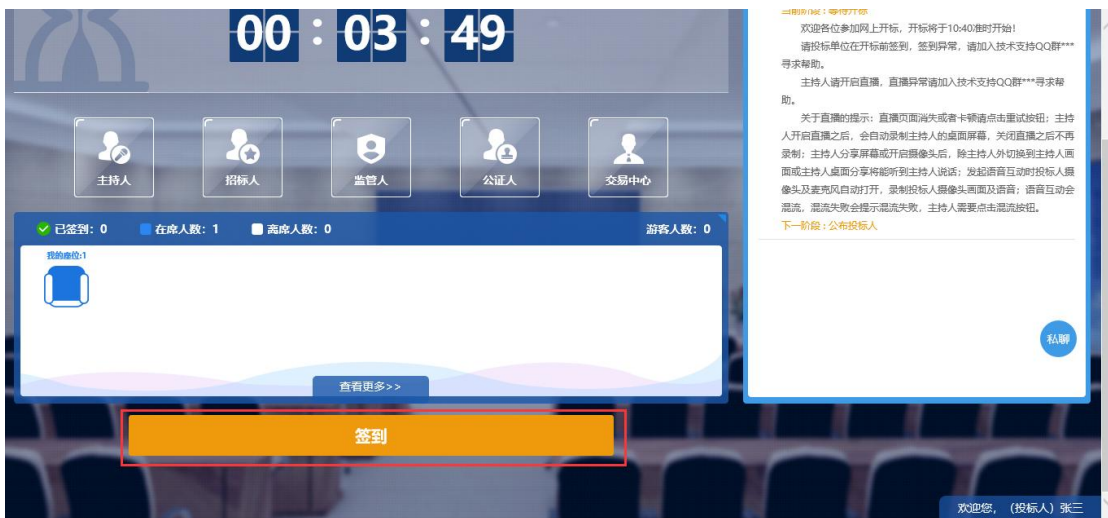 00 : 03 : 49
主持人
招标人
监管人
公证人
交易中心
已签到: 0 在席人数: 1 离席人数: 0 游客人数: 0
我的座位:1
查看更多>>
签到
当前阶段：等待开标
欢迎各位参加网上开标，开标将于10:40准时开始!
请投标单位在开标前签到，签到异常，请加入技术支持QQ群***
寻求帮助。
主持人请开启直播，直播异常请加入技术支持QQ群***寻求帮
助。
关于直播的提示：直播页面消失或者卡顿请点击重试按钮；主持
人开启直播之后，会自动录制主持人的桌面屏幕，关闭直播之后不再
录制；主持人分享屏幕或开启摄像头后，除主持人外切换到主持人画
面或主持人桌面分享将能听到主持人说话；发起语音互动时投标人摄
像头及麦克风自动打开，录制投标人摄像头画面及语音；语音互动会
混流，混流失败会提示混流失败，主持人需要点击混流按钮。
下一阶段：公布投标人
私聊
欢迎您，（投标人）张三